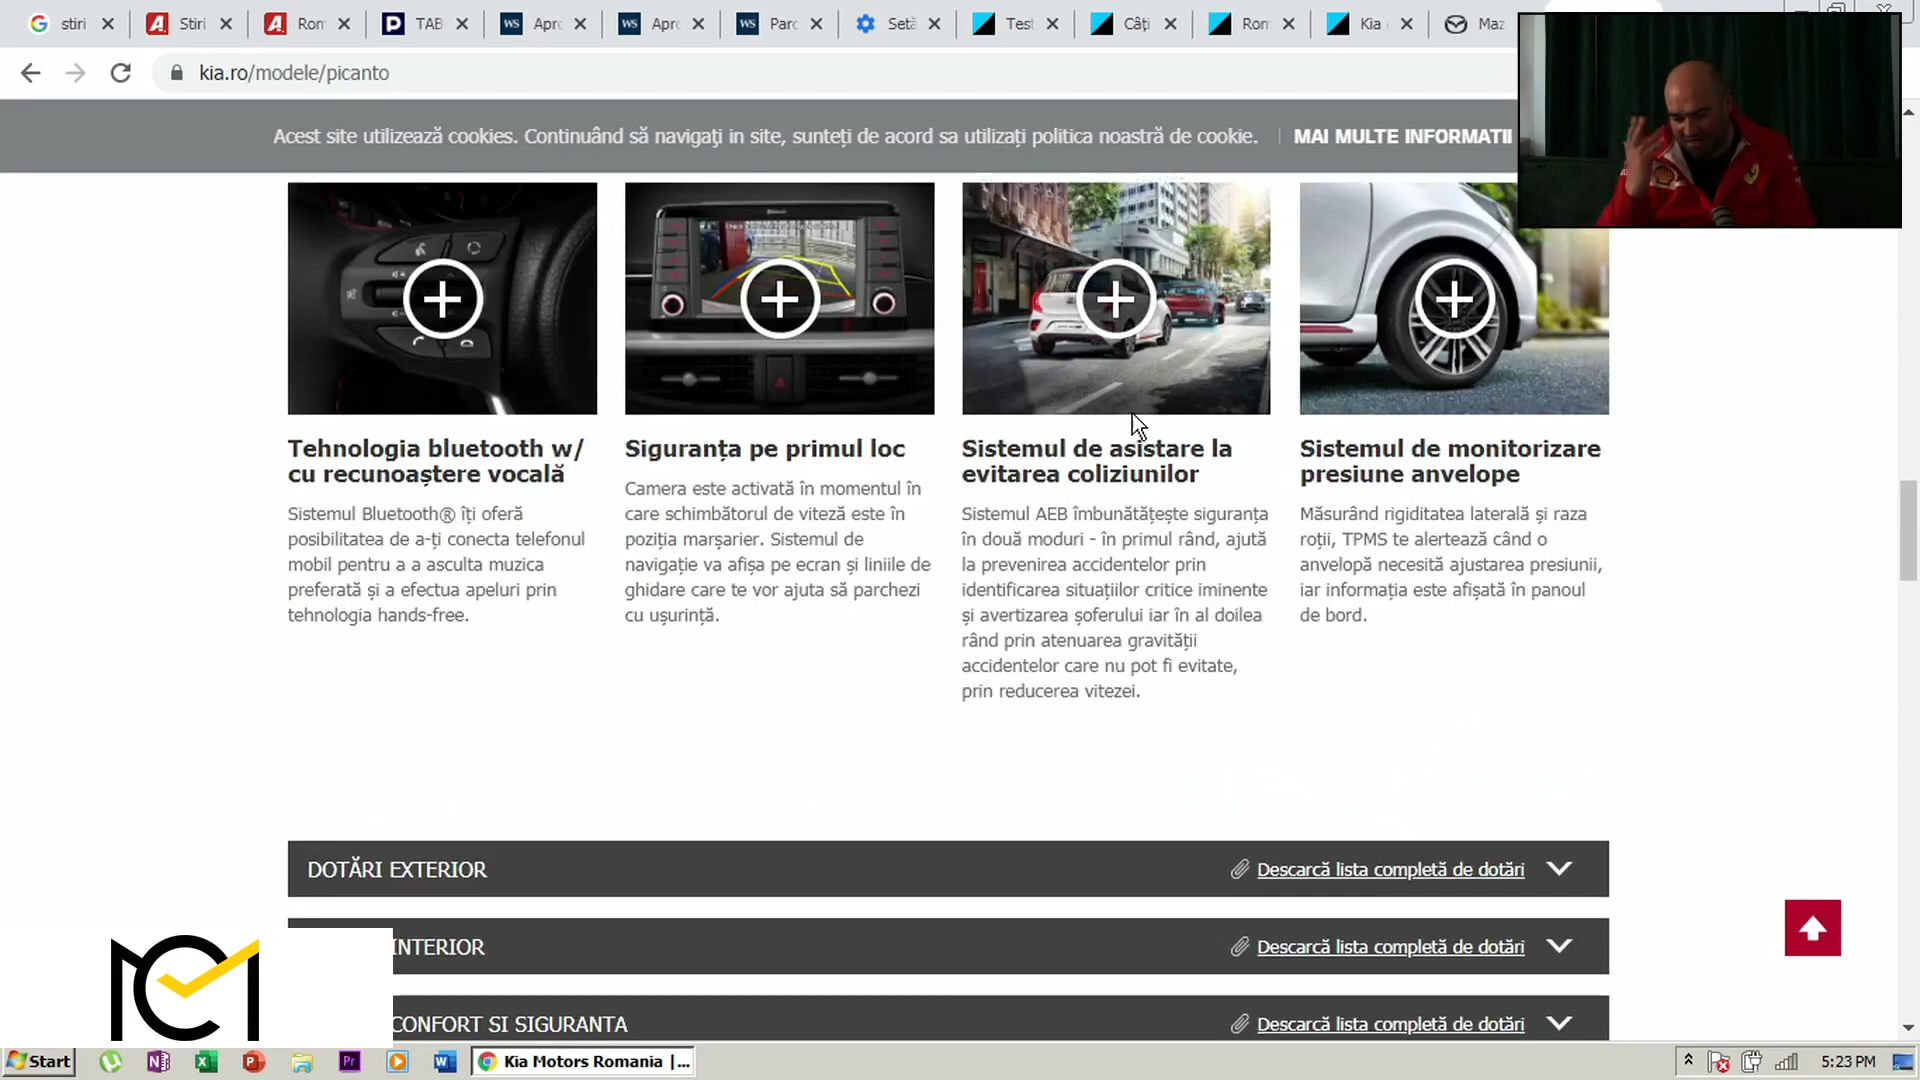 stiri
Stiri
Rom
TAB
Apro
Apro
Parc
Setă
Test
Câți
Rom
Kia
Maz
kia.ro/modele/picanto
Acest site utilizează cookies. Continuând să navigaţi in site, sunteți de acord sa utilizați politica noastră de cookie.
MAI MULTE INFORMATII
Tehnologia bluetooth w/
cu recunoaștere vocală
Sistemul Bluetooth® îți oferă
posibilitatea de a-ți conecta telefonul
mobil pentru a a asculta muzica
preferată și a efectua apeluri prin
tehnologia hands-free.
Siguranța pe primul loc
Camera este activată în momentul în
care schimbătorul de viteză este în
poziția marșarier. Sistemul de
navigație va afișa pe ecran și liniile de
ghidare care te vor ajuta să parchezi
cu ușurință.
Sistemul de asistare la
evitarea coliziunilor
Sistemul AEB îmbunătățește siguranța
în două moduri - în primul rând, ajută
la prevenirea accidentelor prin
identificarea situațiilor critice iminente
și avertizarea șoferului iar în al doilea
rând prin atenuarea gravității
accidentelor care nu pot fi evitate,
prin reducerea vitezei.
Sistemul de monitorizare
presiune anvelope
Măsurând rigiditatea laterală și raza
roții, TPMS te alertează când o
anvelopă necesită ajustarea presiunii,
iar informația este afișată în panoul
de bord.
DOTĂRI EXTERIOR
Descarcă lista completă de dotări
INTERIOR
Descarcă lista completă de dotări
CONFORT SI SIGURANTA
Descarcă lista completă de dotări
Start
Kia Motors Romania |...
5:23 PM